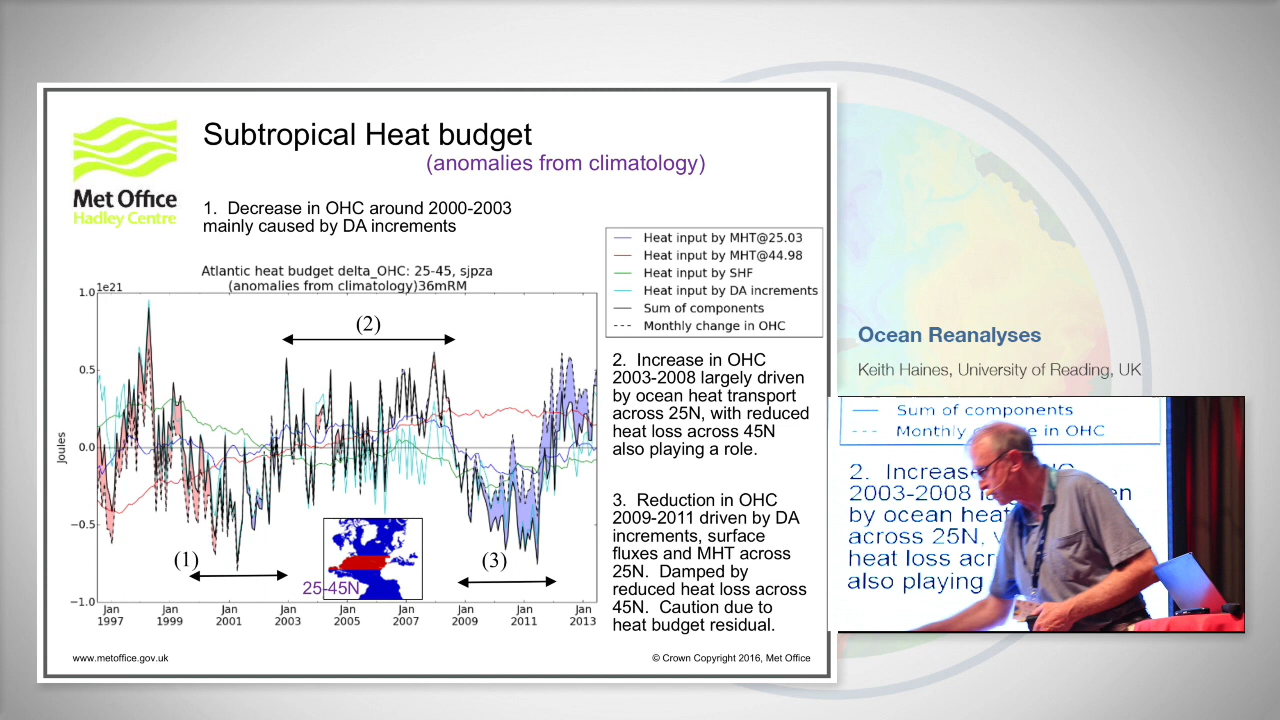 Subtropical Heat budget
(anomalies from climatology)
Met Office
Hadley Centre
1. Decrease in OHC around 2000-2003
mainly caused by DA increments
Heat input by MHT@25.03
Heat input by MHT@44.98
Heat input by SHF
Heat input by DA increments
Sum of components
Monthly change in OHC
Atlantic heat budget delta_OHC: 25-45, sjpza
(anomalies from climatology)36mRM
1e21
1.0
0.5
0.0
−0.5
−1.0
Joules
(2)
(1)
(3)
25-45N
Jan Jan Jan Jan Jan Jan Jan Jan Jan
1997 1999 2001 2003 2005 2007 2009 2011 2013
2. Increase in OHC
2003-2008 largely driven
by ocean heat transport
across 25N, with reduced
heat loss across 45N
also playing a role.
3. Reduction in OHC
2009-2011 driven by DA
increments, surface
fluxes and MHT across
25N. Damped by
reduced heat loss across
45N. Caution due to
heat budget residual.
www.metoffice.gov.uk
© Crown Copyright 2016, Met Office
Ocean Reanalyses
Keith Haines, University of Reading, UK
Sum of components
Monthly in OHC
2. Increase
2003-2008
by ocean heat
across 25N,
heat loss
also playing